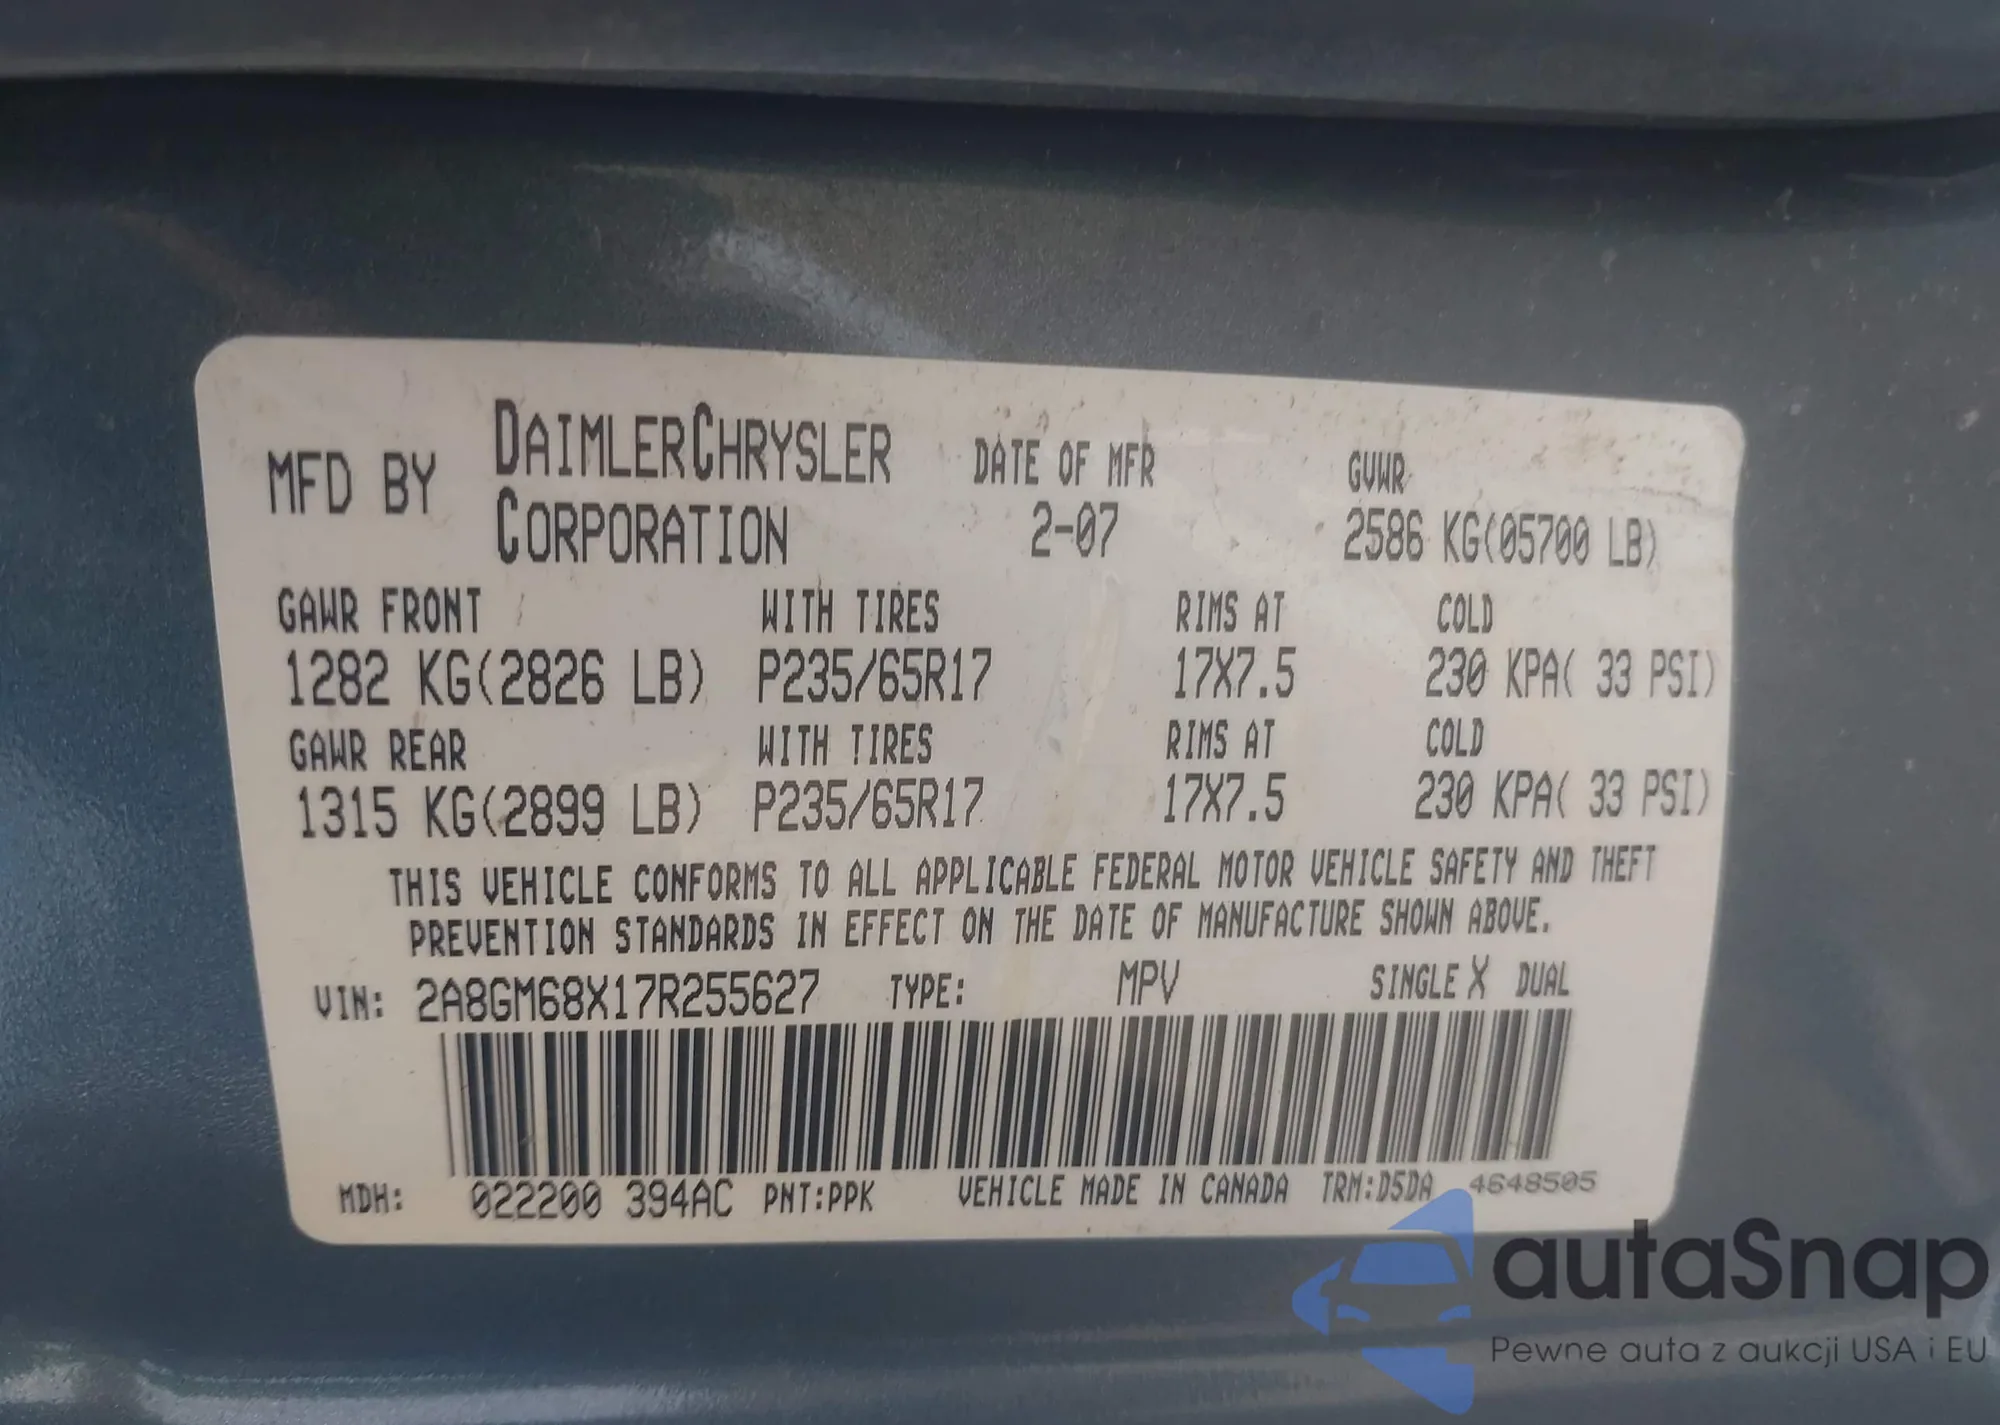 MFD BY DAIMLERCHRYSLER CORPORATION DATE OF MFR 2-07 GVWR 2586 KG(05700 LB)
GAWR FRONT WITH TIRES RIMS AT COLD
1282 KG(2826 LB) P235/65R17 17X7.5 230 KPA( 33 PSI)
GAWR REAR WITH TIRES RIMS AT COLD
1315 KG(2899 LB) P235/65R17 17X7.5 230 KPA( 33 PSI)
THIS VEHICLE CONFORMS TO ALL APPLICABLE FEDERAL MOTOR VEHICLE SAFETY AND THEFT
PREVENTION STANDARDS IN EFFECT ON THE DATE OF MANUFACTURE SHOWN ABOVE.
VIN: 2A8GM68X17R255627 TYPE: MPV SINGLE X DUAL
MDH: 022200 394AC PNT:PPK VEHICLE MADE IN CANADA TRM:D5DA 4648505
autaSnap
Pewne auta z aukcji USA i EU